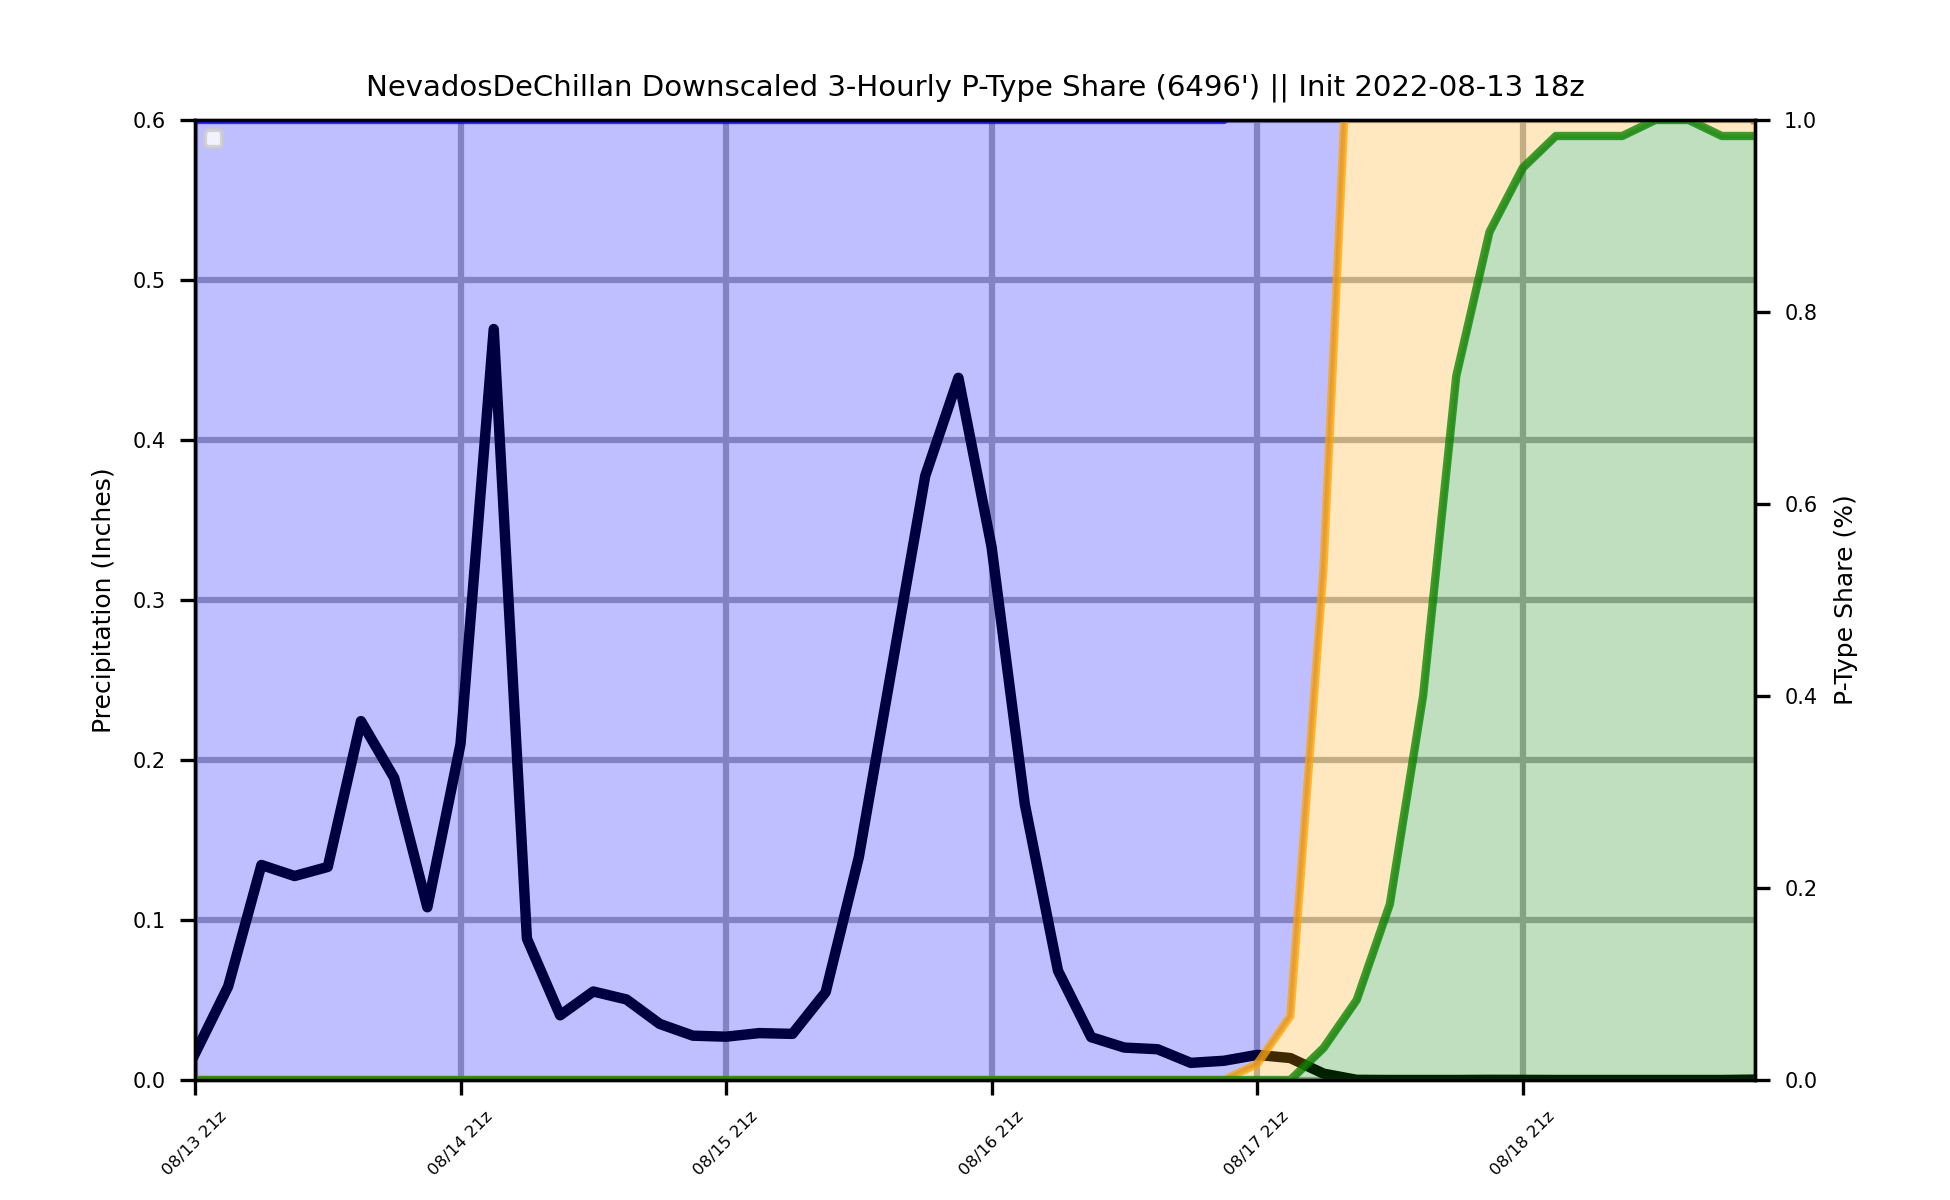 NevadosDeChillan Downscaled 3-Hourly P-Type Share (6496') || Init 2022-08-13 18z
0.6
0.5
0.4
0.3
0.2
0.1
0.0
Precipitation (Inches)
1.0
0.8
0.6
0.4
0.2
0.0
P-Type Share (%)
08/13 21z
08/14 21z
08/15 21z
08/16 21z
08/17 21z
08/18 21z